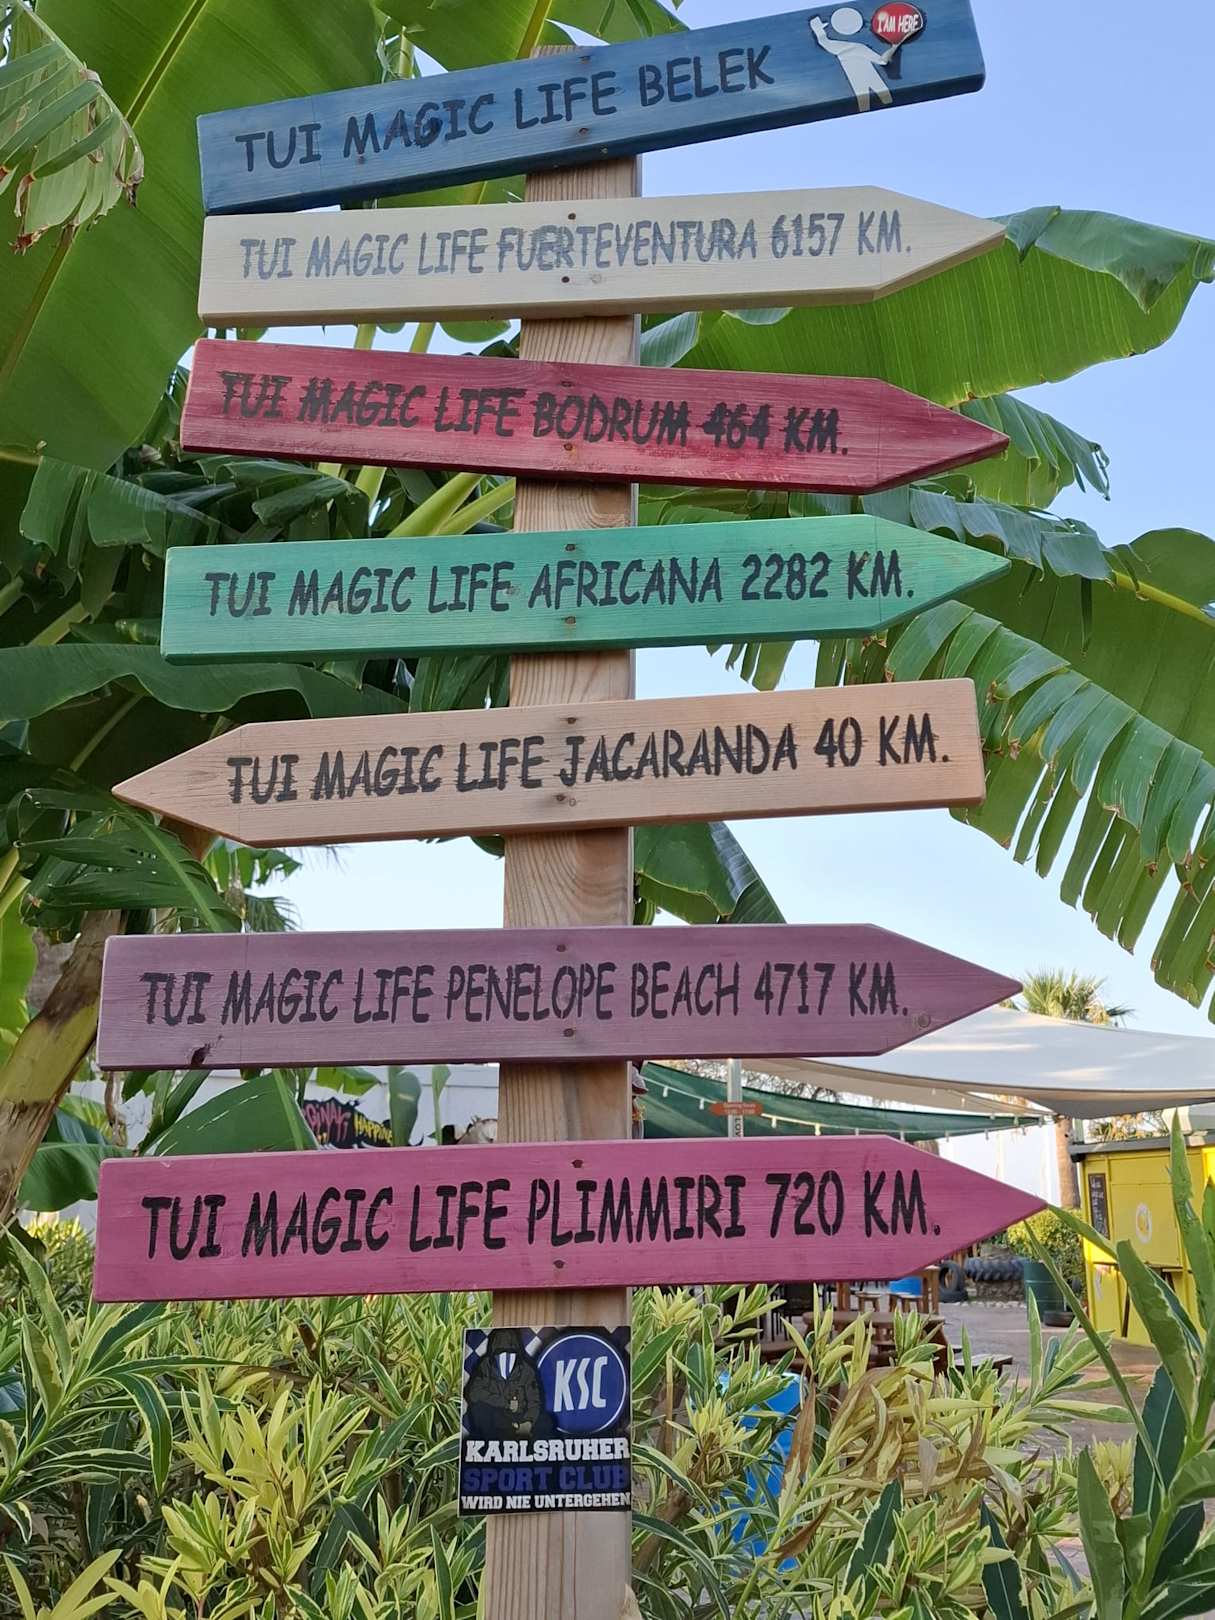 TUI MAGIC LIFE BELEK
I'AM HERE
TUI MAGIC LIFE FUERTEVENTURA 6157 KM.
TUI MAGIC LIFE BODRUM 464 KM.
TUI MAGIC LIFE AFRICANA 2282 KM.
TUI MAGIC LIFE JACARANDA 40 KM.
TUI MAGIC LIFE PENELOPE BEACH 4717 KM.
TUI MAGIC LIFE PLIMMIRI 720 KM.
KSC
KARLSRUHER
SPORT CLUB
WIRD NIE UNTERGEHEN